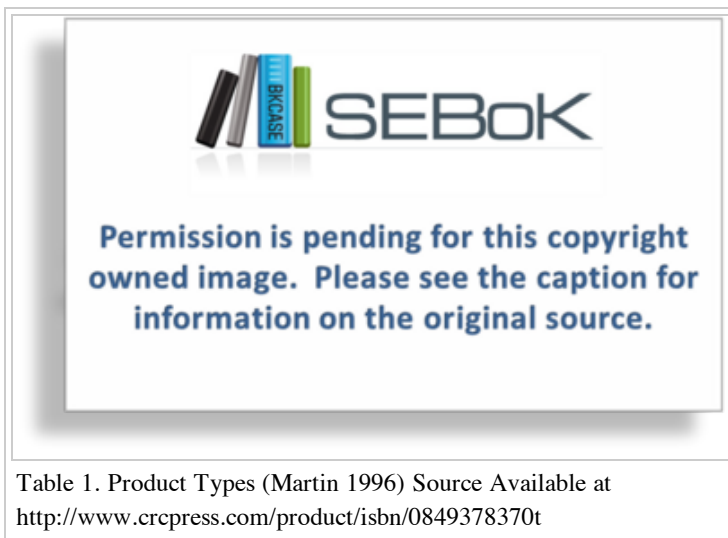 BKCASE
SEBoK
Permission is pending for this copyright
owned image. Please see the caption for
information on the original source.
Table 1. Product Types (Martin 1996) Source Available at
http://www.crcpress.com/product/isbn/0849378370t